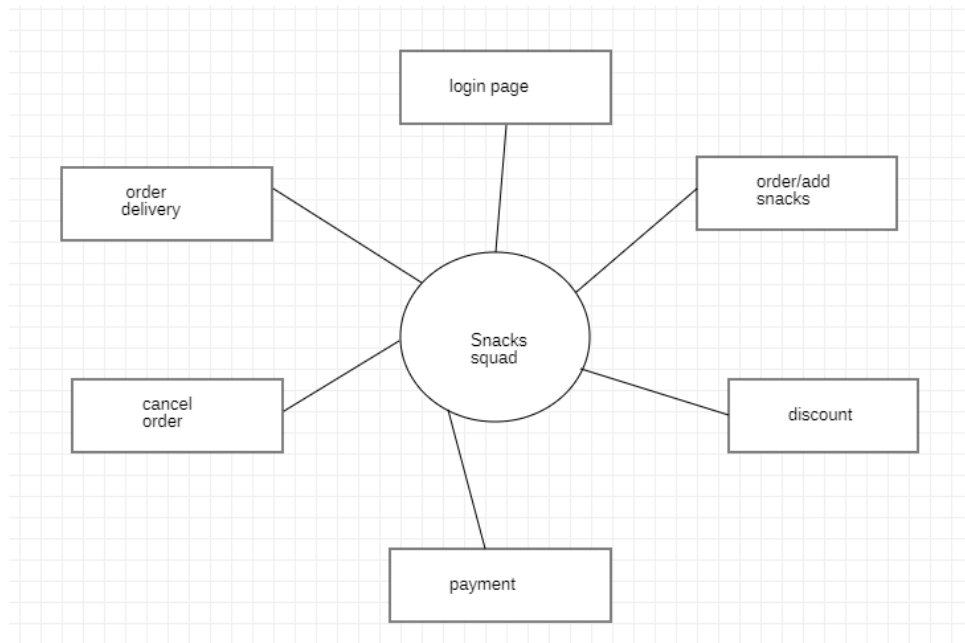 login page
order
delivery
order/add
snacks
Snacks
squad
cancel
order
discount
payment